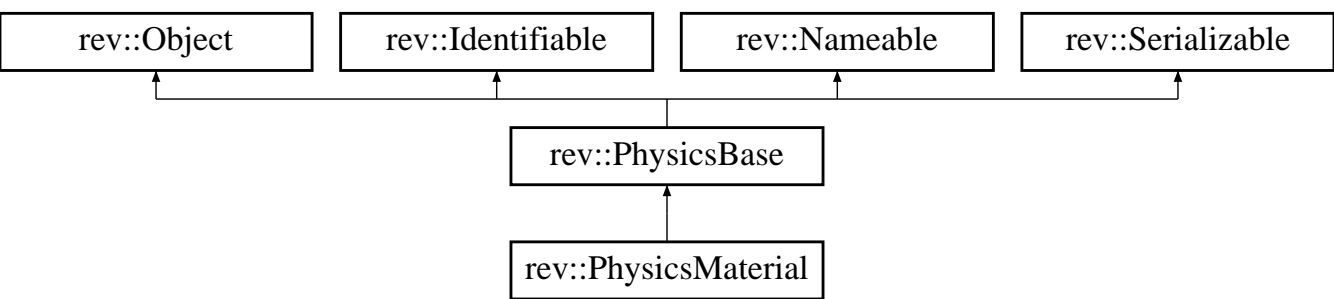 rev::Object rev::Identifiable rev::Nameable rev::Serializable
rev::PhysicsBase
rev::PhysicsMaterial